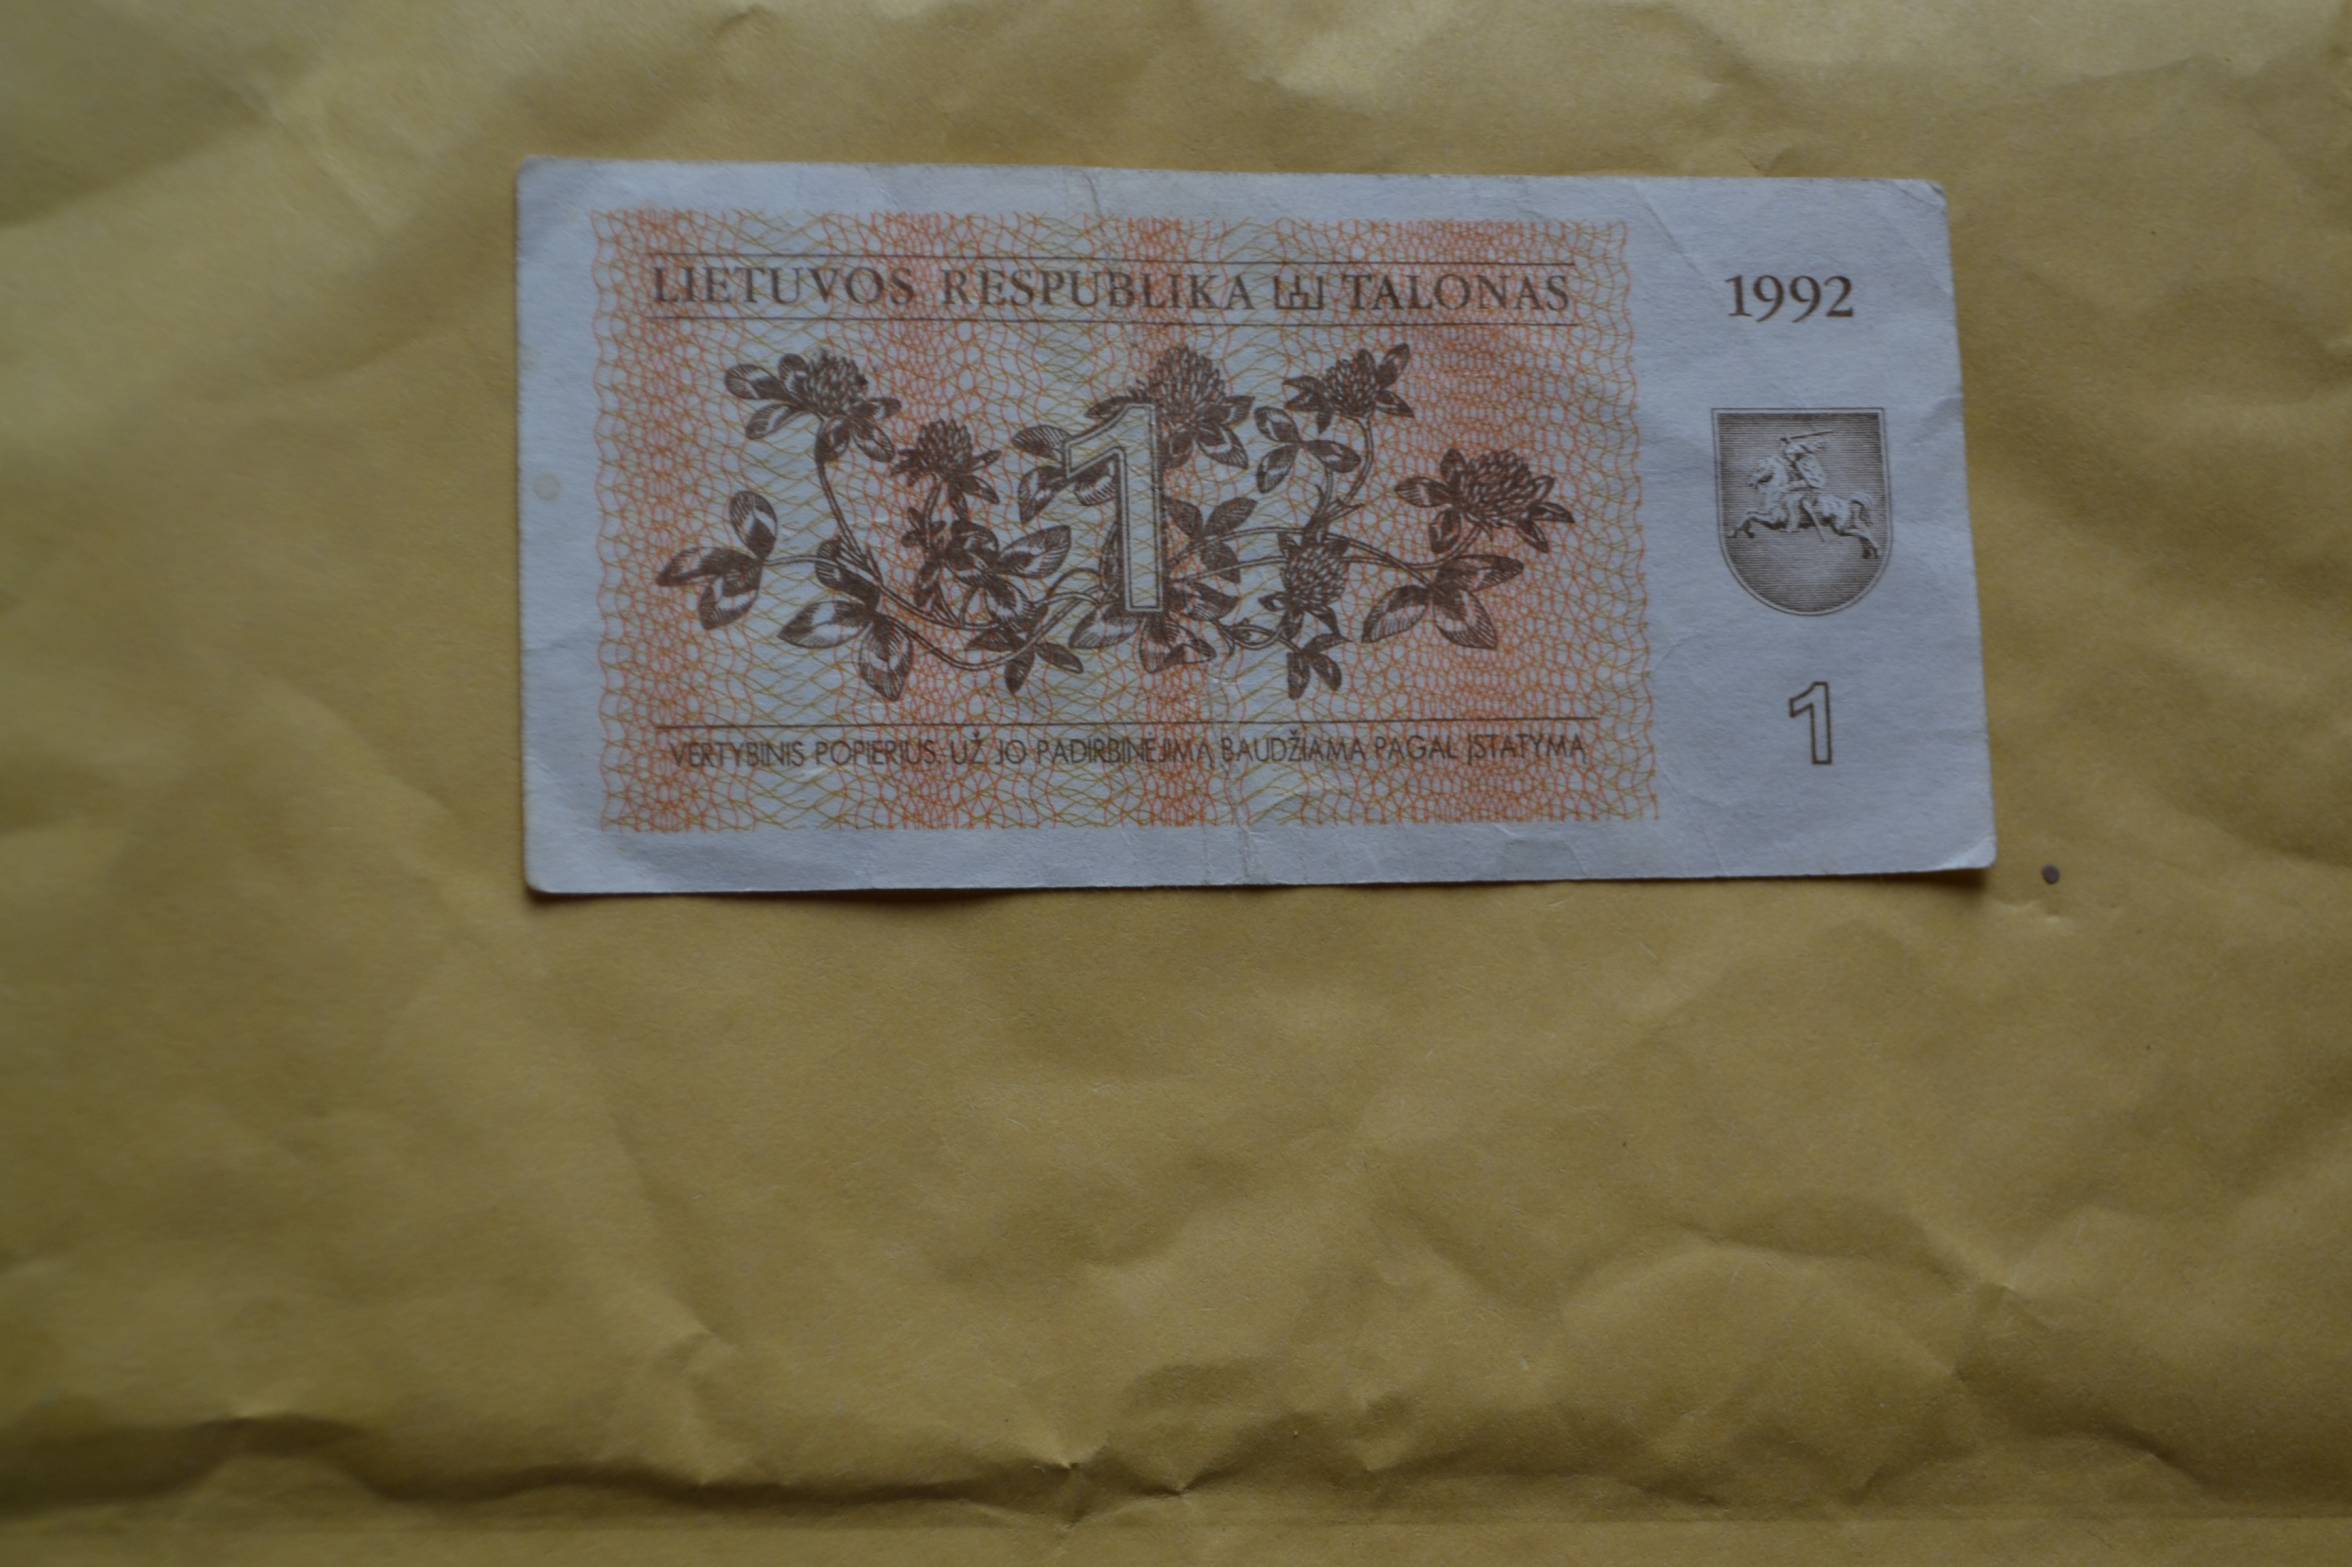 LIETUVOS RESPUBLIKA TALONAS
1992
1
VERTYBINIS POPIERIUS. UŽ JO PADIRBINĖJIMĄ BAUDŽIAMA PAGAL ĮSTATYMĄ
1